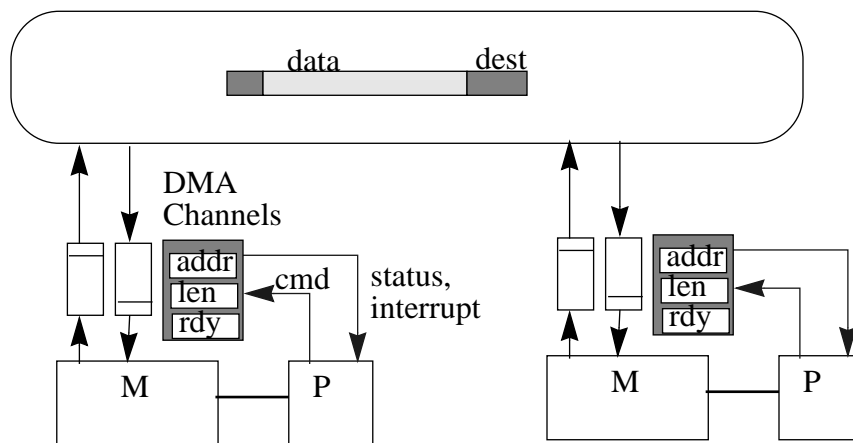 data dest
DMA
Channels
addr
len
rdy
cmd
status,
interrupt
addr
len
rdy
M
P
M
P